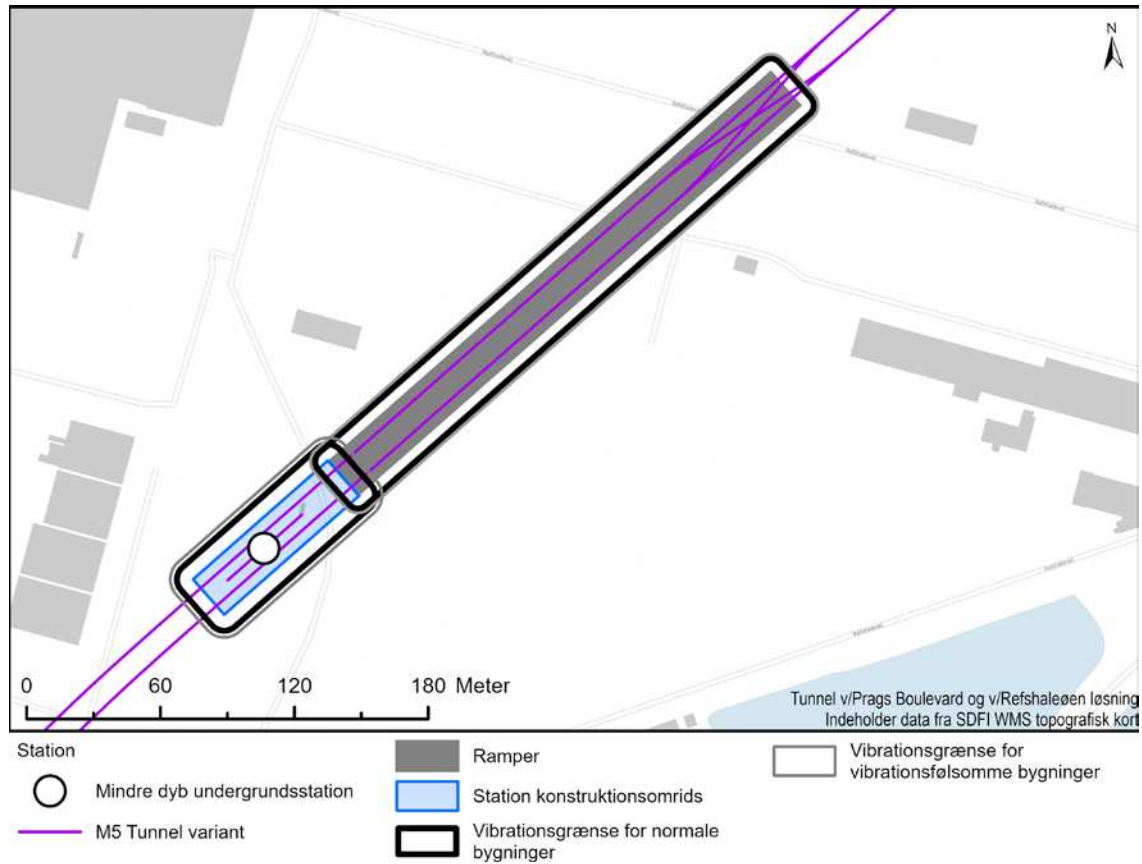 N
0 60 120 180 Meter
Tunnel v/Prags Boulevard og v/Refshaleøen løsning
Indeholder data fra SDFI WMS topografisk kort
Station
Mindre dyb undergrundsstation
M5 Tunnel variant
Ramper
Station konstruktionsomrids
Vibrationsgrænse for normale
bygninger
Vibrationsgrænse for
vibrationsfølsomme bygninger